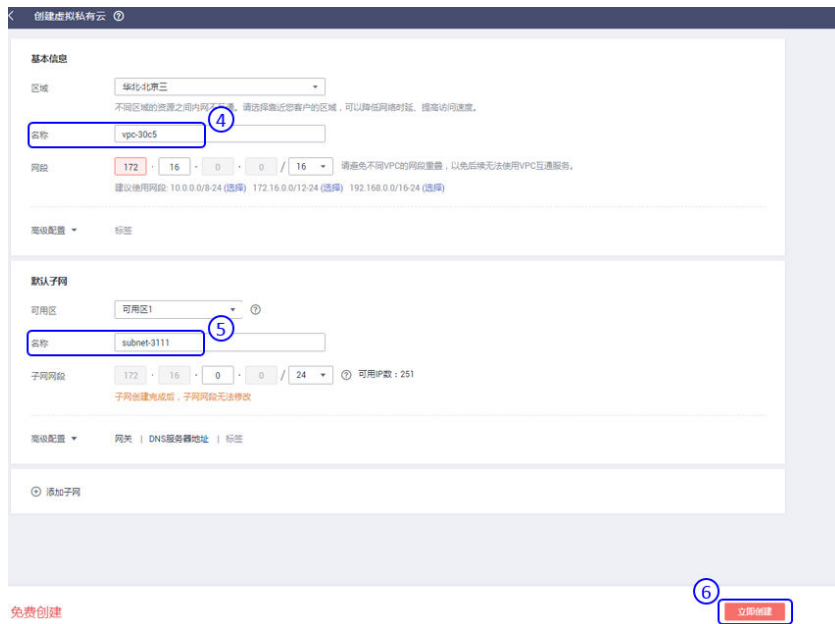 创建虚拟私有云 ?
基本信息
区域 华北-北京三
不同区域的资源之间内网不互通。请选择靠近您客户的区域，可以降低网络时延、提高访问速度。
④
名称 vpc-30c5
网段 172 · 16 · 0 · 0 / 16 请避免不同VPC的网段重叠，以免后续无法使用VPC互通服务。
建议使用网段: 10.0.0.0/8-24 (选择) 172.16.0.0/12-24 (选择) 192.168.0.0/16-24 (选择)
高级配置 标签
默认子网
可用区 可用区1 ?
⑤
名称 subnet-3111
子网网段 172 · 16 · 0 · 0 / 24 ? 可用IP数：251
子网创建完成后，子网网段无法修改
高级配置 网关 | DNS服务器地址 | 标签
添加子网
⑥
免费创建 立即创建